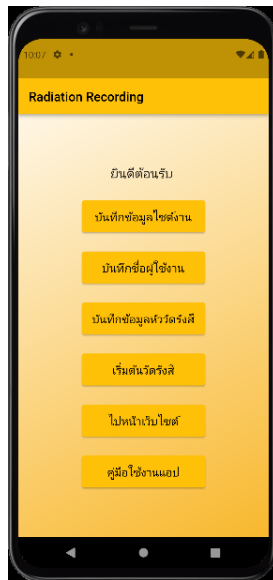 10:07
Radiation Recording
ยินดีต้อนรับ
บันทึกข้อมูลไซต์งาน
บันทึกชื่อผู้ใช้งาน
บันทึกข้อมูลหัววัดรังสี
เริ่มต้นวัดรังสี
ไปหน้าเว็บไซต์
คู่มือใช้งานแอป